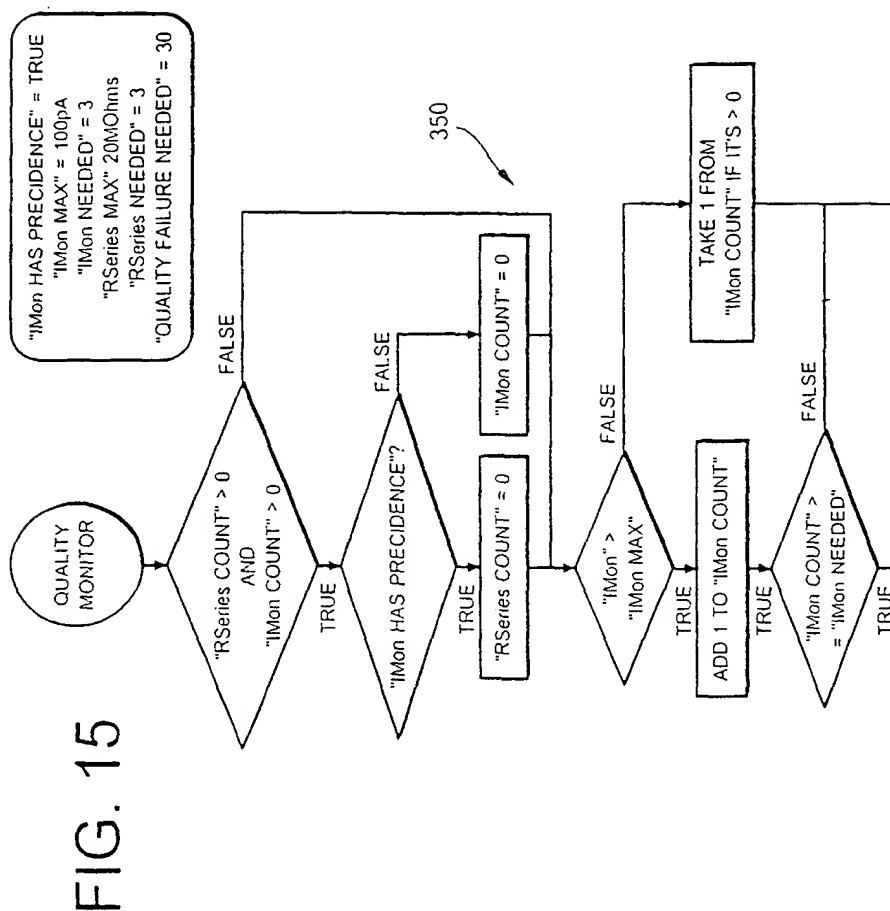 FIG. 15
QUALITY
MONITOR
"IMon HAS PRECIDENCE" = TRUE
"IMon MAX" = 100pA
"IMon NEEDED" = 3
"RSeries MAX" 20MOhms
"RSeries NEEDED" = 3
"QUALITY FAILURE NEEDED" = 30
"RSeries COUNT" > 0
AND
"IMon COUNT" > 0
FALSE
TRUE
"IMon HAS PRECIDENCE"?
FALSE
TRUE
"RSeries COUNT" = 0
"IMon COUNT" = 0
350
"IMon" >
"IMon MAX"
FALSE
TRUE
ADD 1 TO "IMon COUNT"
TAKE 1 FROM
"IMon COUNT" IF IT'S > 0
TRUE
"IMon COUNT" >
= "IMon NEEDED"
FALSE
TRUE